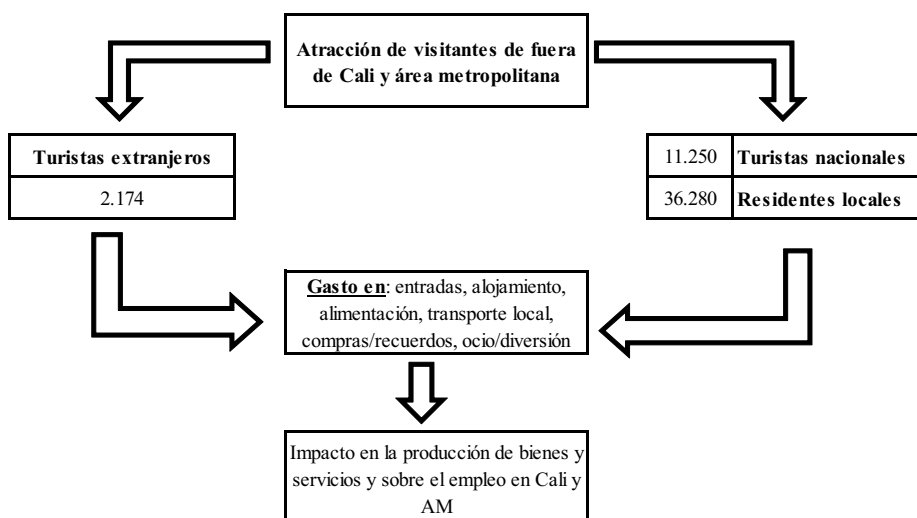 Atracción de visitantes de fuera
de Cali y área metropolitana
Turistas extranjeros
2.174
11.250 Turistas nacionales
36.280 Residentes locales
Gasto en: entradas, alojamiento,
alimentación, transporte local,
compras/recuerdos, ocio/diversión
Impacto en la producción de bienes y
servicios y sobre el empleo en Cali y
AM